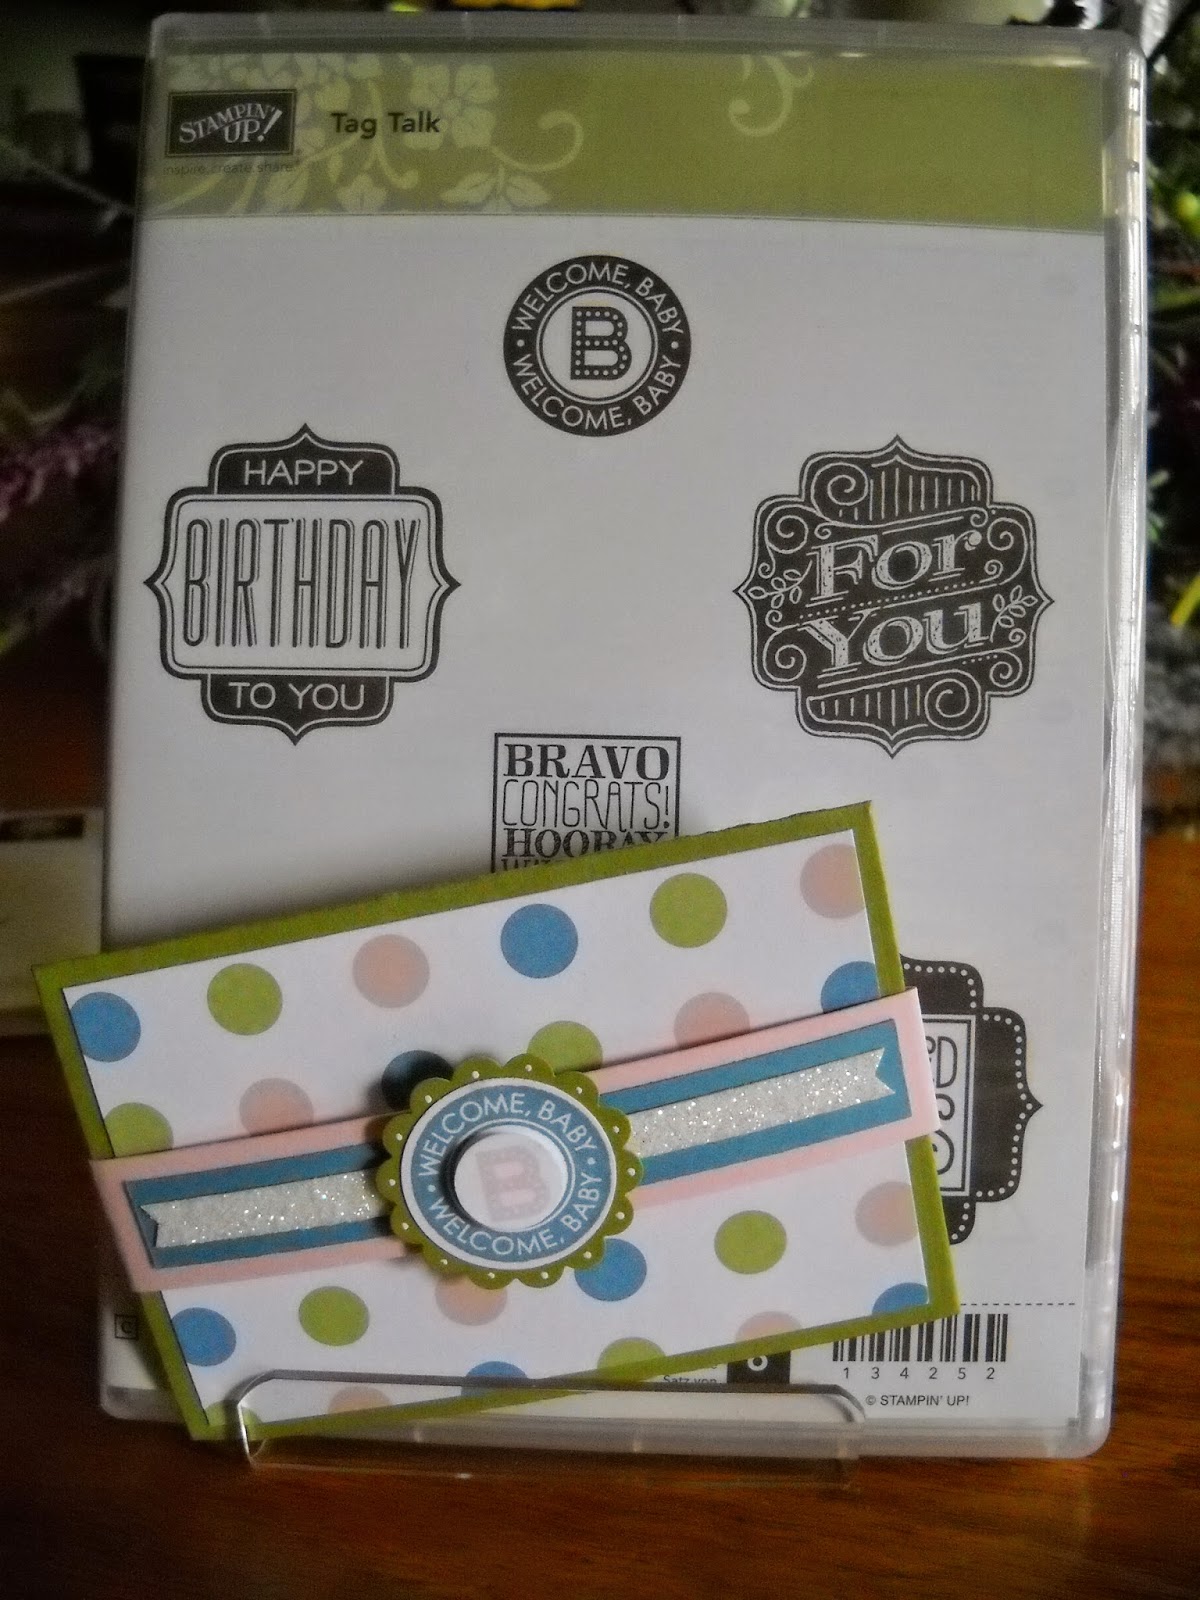 STAMPIN' UP!
inspire.create.share.
Tag Talk
WELCOME, BABY
B
WELCOME, BABY
HAPPY
BIRTHDAY
TO YOU
For
You
BRAVO
CONGRATS!
HOORAY
WELCOME, BABY
B
WELCOME, BABY
Satz von
134252
© STAMPIN' UP!